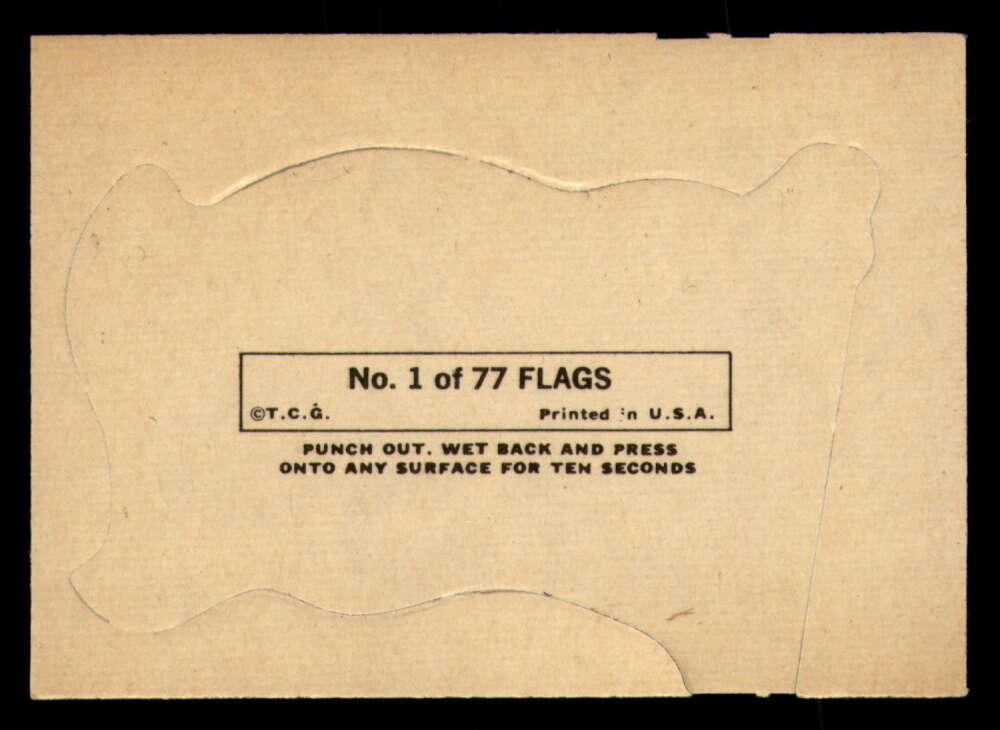 No. 1 of 77 FLAGS
©T.C.G. Printed in U.S.A.
PUNCH OUT. WET BACK AND PRESS
ONTO ANY SURFACE FOR TEN SECONDS